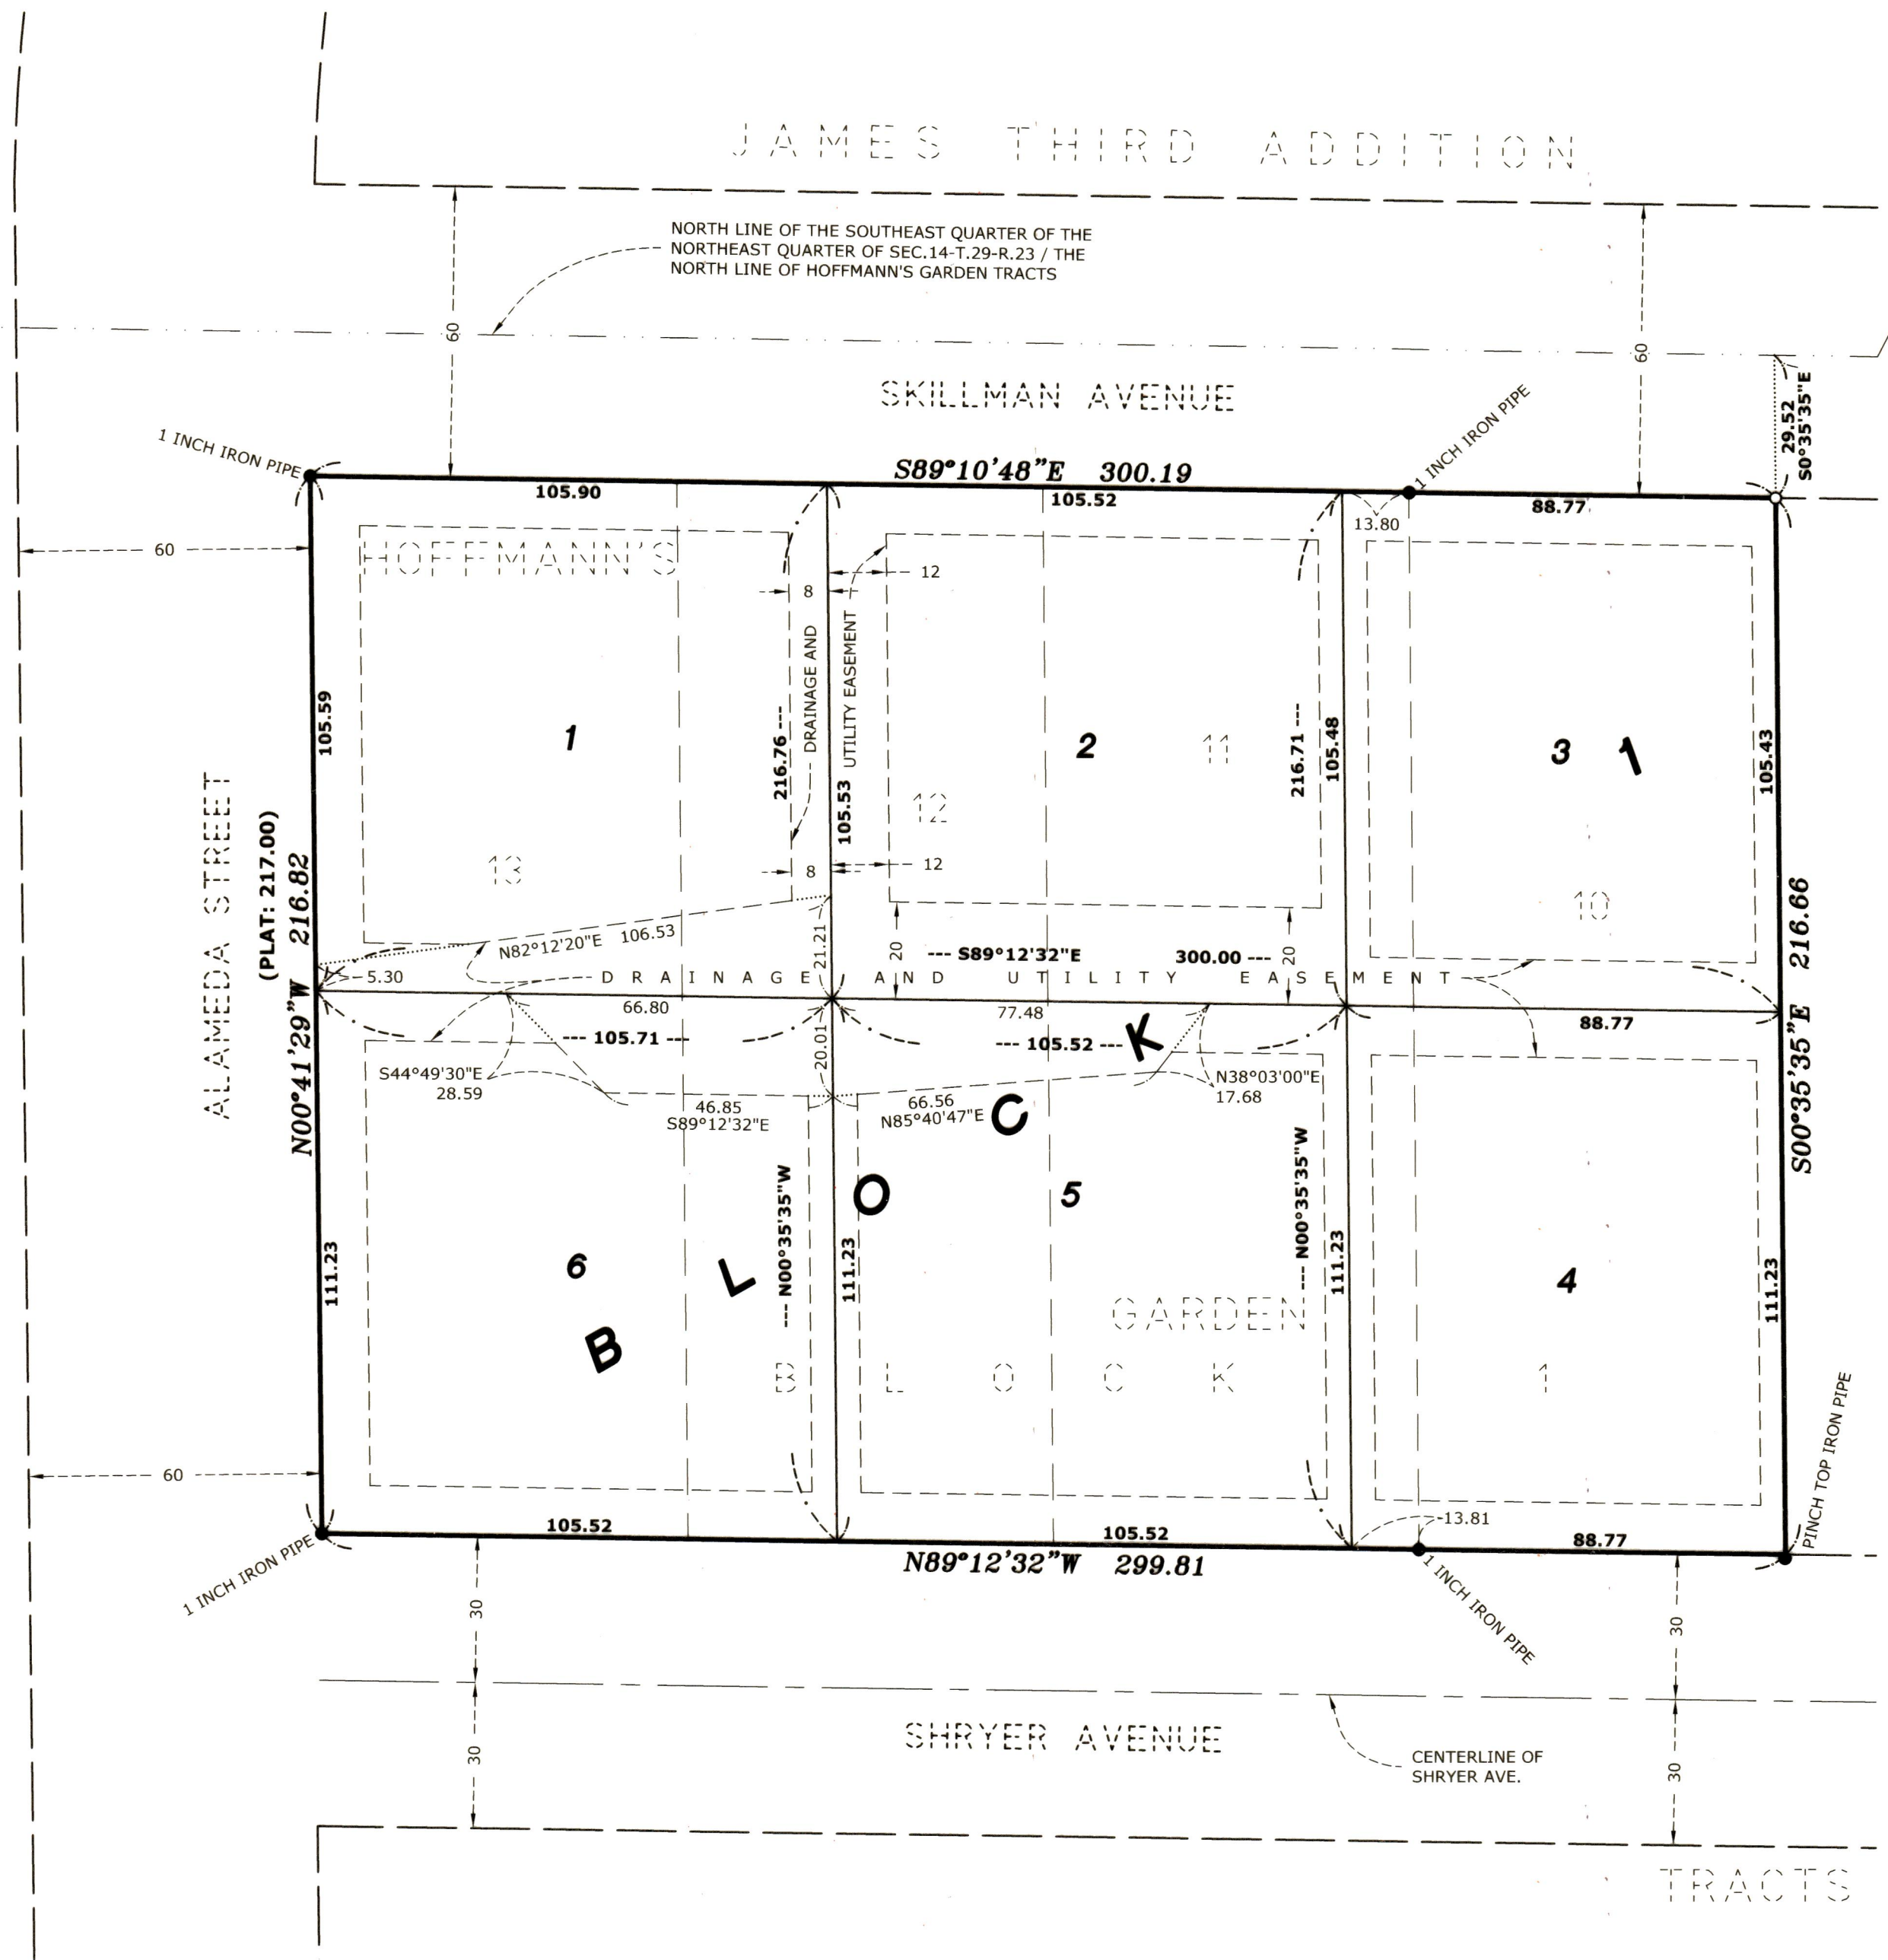 JAMES THIRD ADDITION
NORTH LINE OF THE SOUTHEAST QUARTER OF THE
NORTHEAST QUARTER OF SEC.14-T.29-R.23 / THE
NORTH LINE OF HOFFMANN'S GARDEN TRACTS
60
60
SKILLMAN AVENUE
29.52
S0°35'35"E
1 INCH IRON PIPE
1 INCH IRON PIPE
S89°10'48"E 300.19
105.90
105.52
88.77
13.80
60
HOFFMANN'S
12
8
DRAINAGE AND
UTILITY EASEMENT
105.59
1
216.76 ---
105.53
2
11
216.71 ---
105.48
3
1
105.43
12
13
8
12
10
ALAMEDA STREET
(PLAT: 217.00)
N00°41'29"W 216.82
S00°35'35"E 216.66
N82°12'20"E 106.53
21.21
20
--- S89°12'32"E
300.00 ---
20
5.30
DRAINAGE AND UTILITY EASEMENT
66.80
77.48
88.77
--- 105.71 ---
20.01
--- 105.52 ---
S44°49'30"E
28.59
46.85
S89°12'32"E
66.56
N85°40'47"E
N38°03'00"E
17.68
BLOCK
111.23
6
--- N00°35'35"W
111.23
5
--- N00°35'35"W
111.23
4
111.23
GARDEN
BLOCK 1
60
105.52
105.52
13.81
88.77
N89°12'32"W 299.81
1 INCH IRON PIPE
1 INCH IRON PIPE
PINCH TOP IRON PIPE
30
30
SHRYER AVENUE
30
30
CENTERLINE OF
SHRYER AVE.
TRACTS